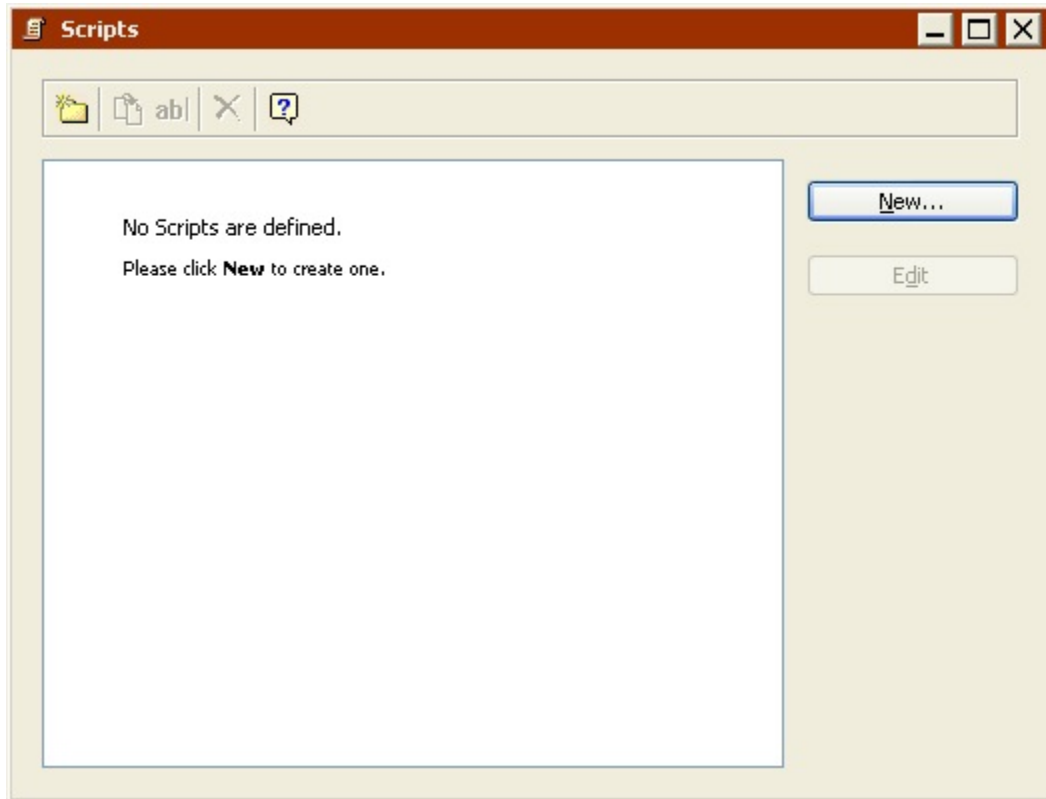 Scripts
ab|
New...
No Scripts are defined.
Please click New to create one.
Edit